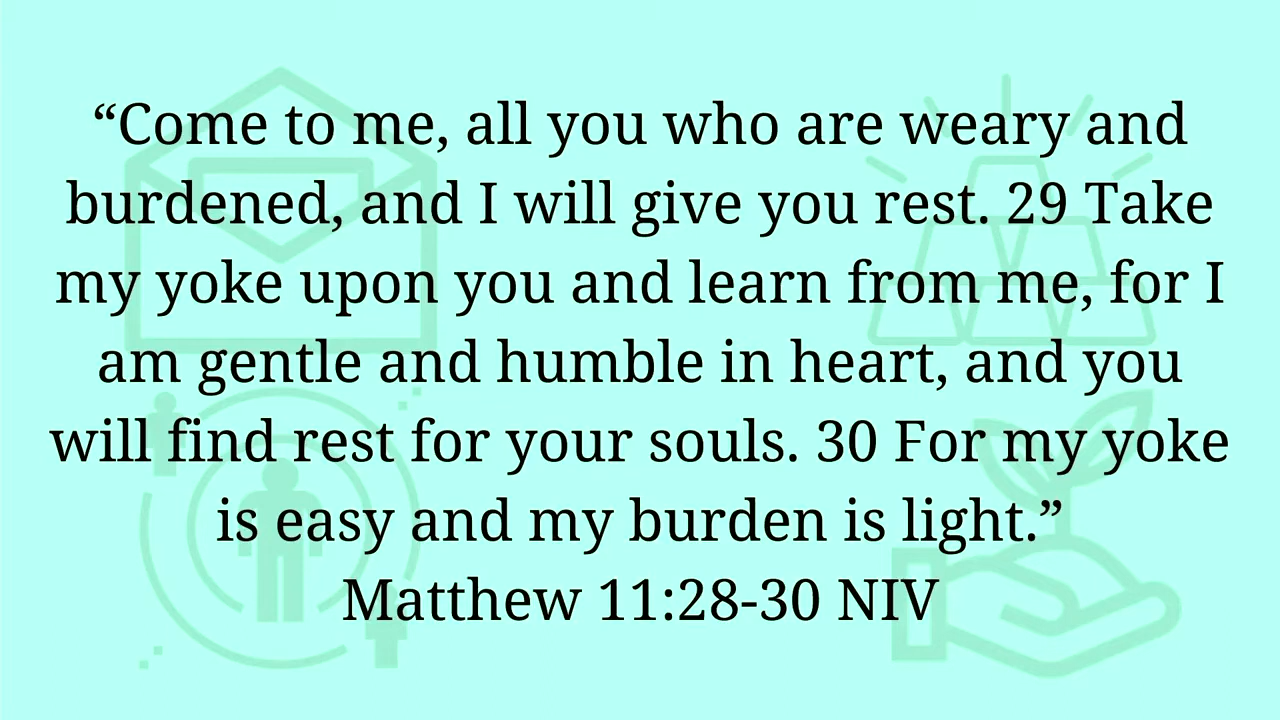 “Come to me, all you who are weary and
burdened, and I will give you rest. 29 Take
my yoke upon you and learn from me, for I
am gentle and humble in heart, and you
will find rest for your souls. 30 For my yoke
is easy and my burden is light.”
Matthew 11:28-30 NIV